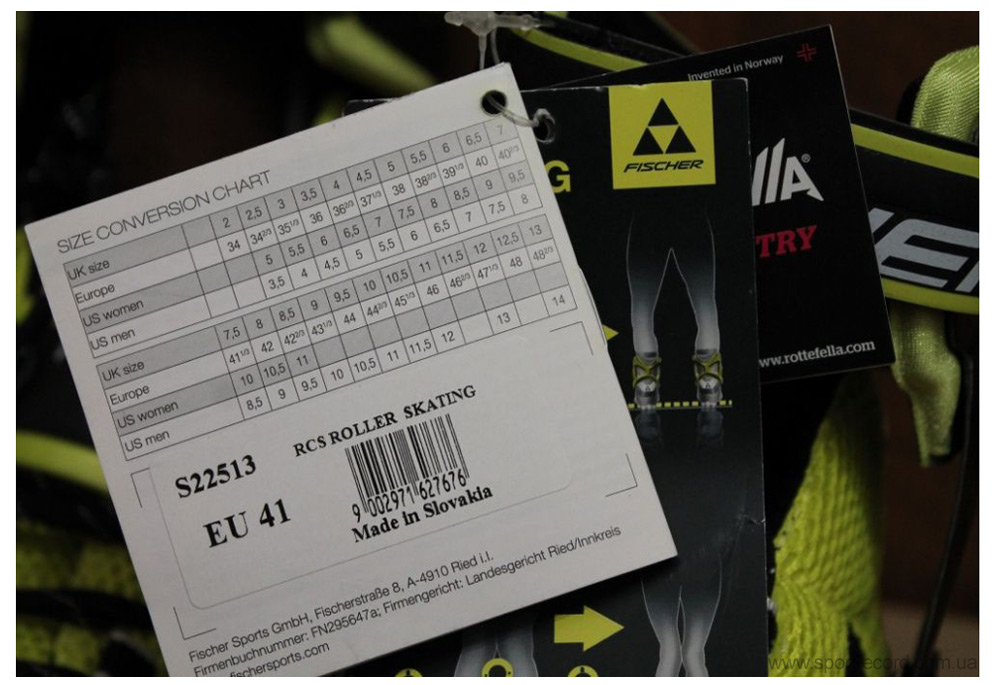 SIZE CONVERSION CHART
UK size 2 2,5 3 3,5 4 4,5 5 5,5 6 6,5 7
Europe 34 34 2/3 35 1/3 36 36 2/3 37 1/3 38 38 2/3 39 1/3 40 40 2/3
US women 5 5,5 6 6,5 7 7,5 8 8,5 9 9,5
US men 3,5 4 4,5 5 5,5 6 6,5 7 7,5 8
UK size 7,5 8 8,5 9 9,5 10 10,5 11 11,5 12 12,5 13
Europe 41 1/3 42 42 2/3 43 1/3 44 44 2/3 45 1/3 46 46 2/3 47 1/3 48 48 2/3
US women 10 10,5 11
US men 8,5 9 9,5 10 10,5 11 11,5 12 13 14
RCS ROLLER SKATING
S22513
EU 41
9 002971 627676
Made in Slovakia
Fischer Sports GmbH, Fischerstraße 8, A-4910 Ried i.I.
Firmenbuchnummer: FN295647a; Firmengericht: Landesgericht Ried/Innkreis
fischersports.com
G
FISCHER
Invented in Norway
LLA®
TRY
www.rottefella.com